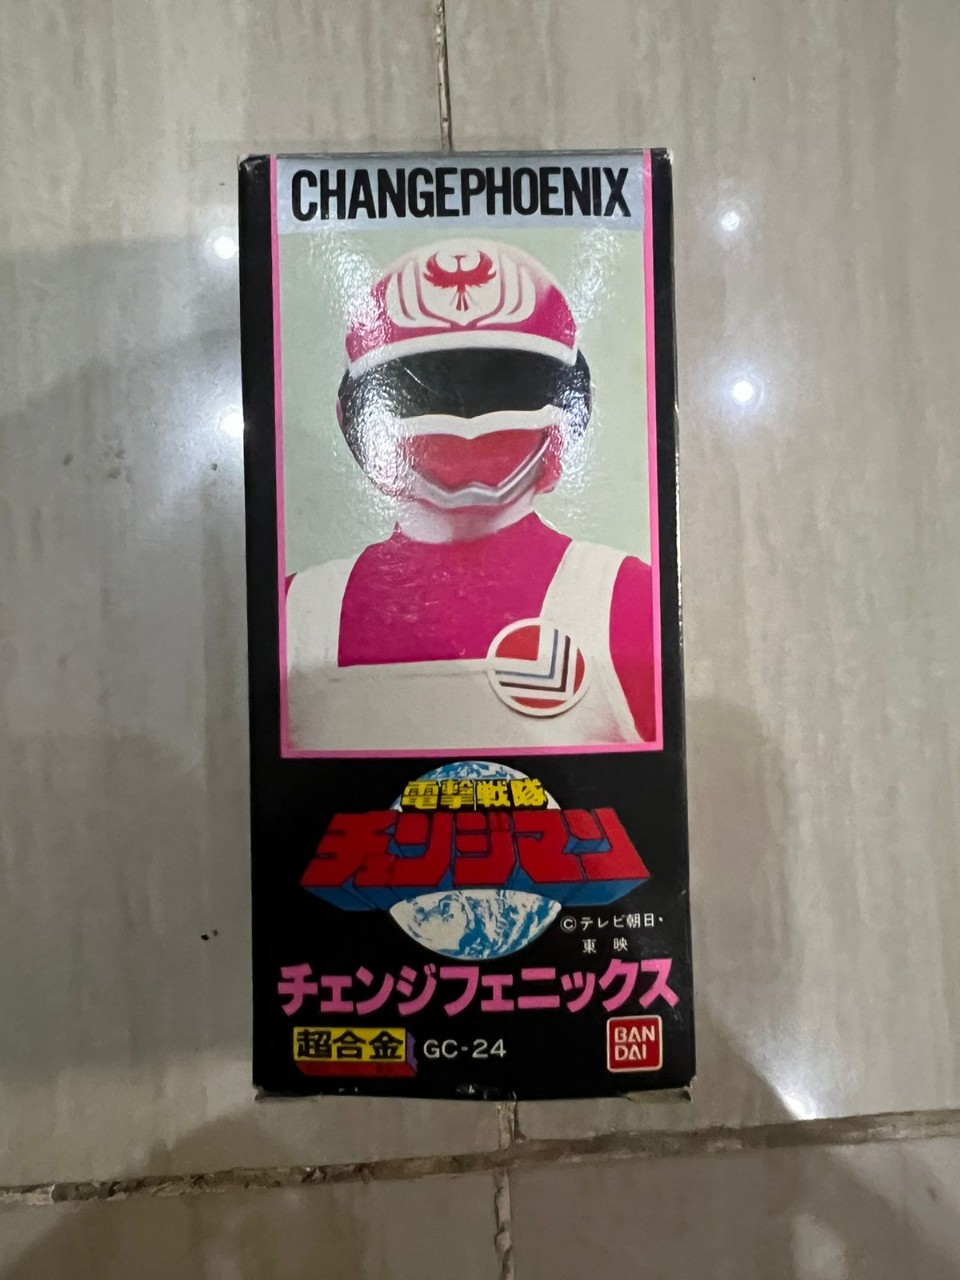 CHANGEPHOENIX
電撃戦隊
チェンジマン
©テレビ朝日・
東映
チェンジフェニックス
超合金 GC-24
BAN
DAI